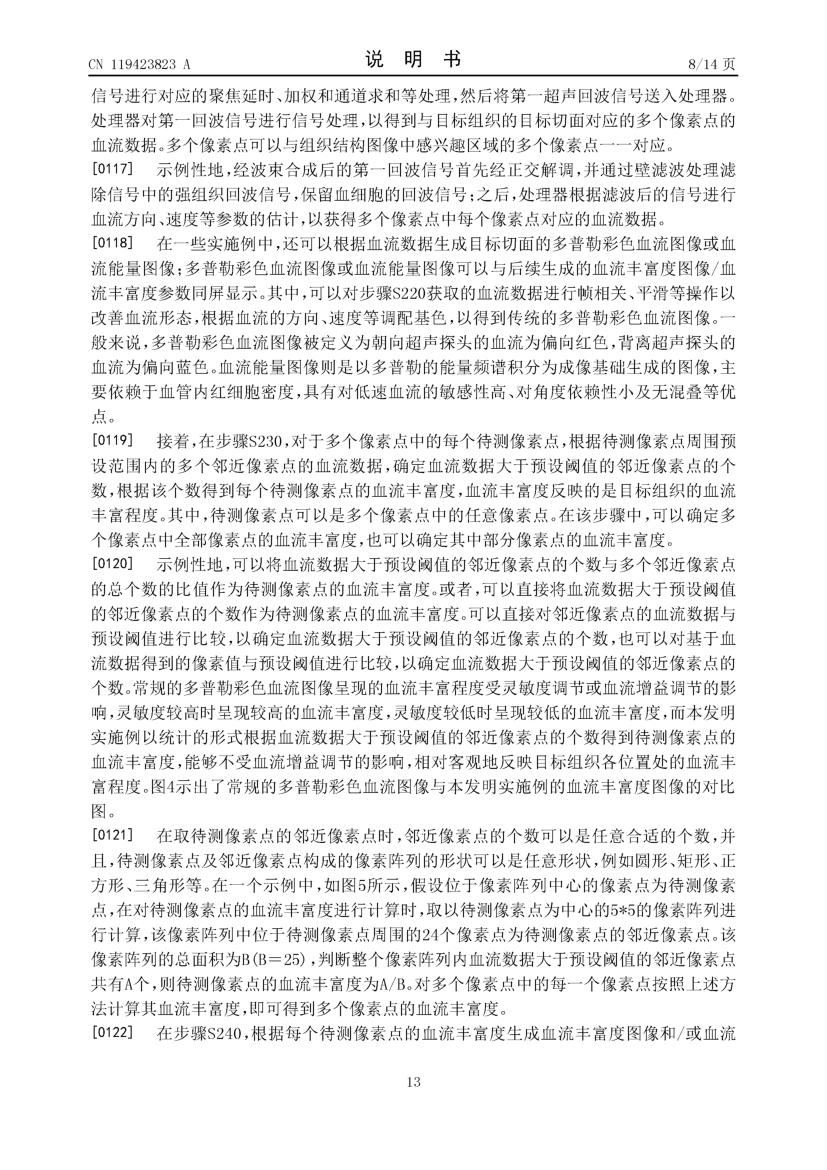 CN 119423823 A
说明书
8/14 页
信号进行对应的聚焦延时、加权和通道求和等处理,然后将第一超声回波信号送入处理器。
处理器对第一回波信号进行信号处理,以得到与目标组织的目标切面对应的多个像素点的
血流数据。多个像素点可以与组织结构图像中感兴趣区域的多个像素点一一对应。
[0117] 示例性地,经波束合成后的第一回波信号首先经正交解调,并通过壁滤波处理滤
除信号中的强组织回波信号,保留血细胞的回波信号;之后,处理器根据滤波后的信号进行
血流方向、速度等参数的估计,以获得多个像素点中每个像素点对应的血流数据。
[0118] 在一些实施例中,还可以根据血流数据生成目标切面的多普勒彩色血流图像或血
流能量图像;多普勒彩色血流图像或血流能量图像可以与后续生成的血流丰富度图像/血
流丰富度参数同屏显示。其中,可以对步骤S220获取的血流数据进行帧相关、平滑等操作以
改善血流形态,根据血流的方向、速度等调配基色,以得到传统的多普勒彩色血流图像。一
般来说,多普勒彩色血流图像被定义为朝向超声探头的血流为偏向红色,背离超声探头的
血流为偏向蓝色。血流能量图像则是以多普勒的能量频谱积分为成像基础生成的图像,主
要依赖于血管内红细胞密度,具有对低速血流的敏感性高、对角度依赖性小及无混叠等优
点。
[0119] 接着,在步骤S230,对于多个像素点中的每个待测像素点,根据待测像素点周围预
设范围内的多个邻近像素点的血流数据,确定血流数据大于预设阈值的邻近像素点的个
数,根据该个数得到每个待测像素点的血流丰富度,血流丰富度反映的是目标组织的血流
丰富程度。其中,待测像素点可以是多个像素点中的任意像素点。在该步骤中,可以确定多
个像素点中全部像素点的血流丰富度,也可以确定其中部分像素点的血流丰富度。
[0120] 示例性地,可以将血流数据大于预设阈值的邻近像素点的个数与多个邻近像素点
的总个数的比值作为待测像素点的血流丰富度。或者,可以直接将血流数据大于预设阈值
的邻近像素点的个数作为待测像素点的血流丰富度。可以直接对邻近像素点的血流数据与
预设阈值进行比较,以确定血流数据大于预设阈值的邻近像素点的个数,也可以对基于血
流数据得到的像素值与预设阈值进行比较,以确定血流数据大于预设阈值的邻近像素点的
个数。常规的多普勒彩色血流图像呈现的血流丰富程度受灵敏度调节或血流增益调节的影
响,灵敏度较高时呈现较高的血流丰富度,灵敏度较低时呈现较低的血流丰富度,而本发明
实施例以统计的形式根据血流数据大于预设阈值的邻近像素点的个数得到待测像素点的
血流丰富度,能够不受血流增益调节的影响,相对客观地反映目标组织各位置处的血流丰
富程度。图4示出了常规的多普勒彩色血流图像与本发明实施例的血流丰富度图像的对比
图。
[0121] 在取待测像素点的邻近像素点时,邻近像素点的个数可以是任意合适的个数,并
且,待测像素点及邻近像素点构成的像素阵列的形状可以是任意形状,例如圆形、矩形、正
方形、三角形等。在一个示例中,如图5所示,假设位于像素阵列中心的像素点为待测像素
点,在对待测像素点的血流丰富度进行计算时,取以待测像素点为中心的5*5的像素阵列进
行计算,该像素阵列中位于待测像素点周围的24个像素点为待测像素点的邻近像素点。该
像素阵列的总面积为B(B=25),判断整个像素阵列内血流数据大于预设阈值的邻近像素点
共有A个,则待测像素点的血流丰富度为A/B。对多个像素点中的每一个像素点按照上述方
法计算其血流丰富度,即可得到多个像素点的血流丰富度。
[0122] 在步骤S240,根据每个待测像素点的血流丰富度生成血流丰富度图像和/或血流
13